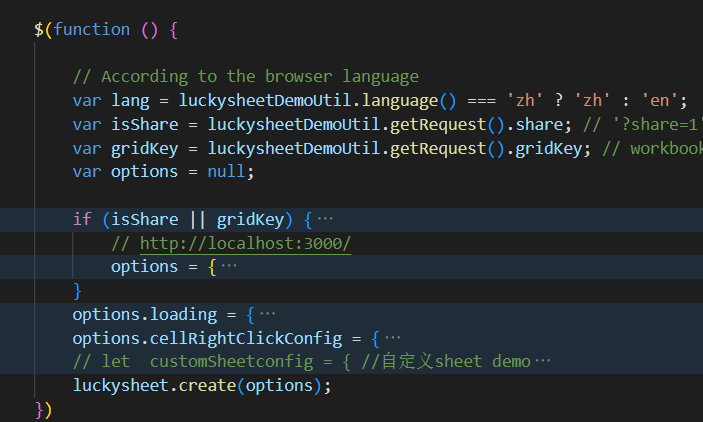 $(function () {
// According to the browser language
var lang = luckysheetDemoUtil.language() === 'zh' ? 'zh' : 'en';
var isShare = luckysheetDemoUtil.getRequest().share; // '?share=1'
var gridKey = luckysheetDemoUtil.getRequest().gridKey; // workbook
var options = null;
if (isShare || gridKey) {⋯
// http://localhost:3000/
options = {⋯
}
options.loading = {⋯
options.cellRightClickConfig = {⋯
// let  customSheetconfig = { //自定义sheet demo⋯
luckysheet.create(options);
})